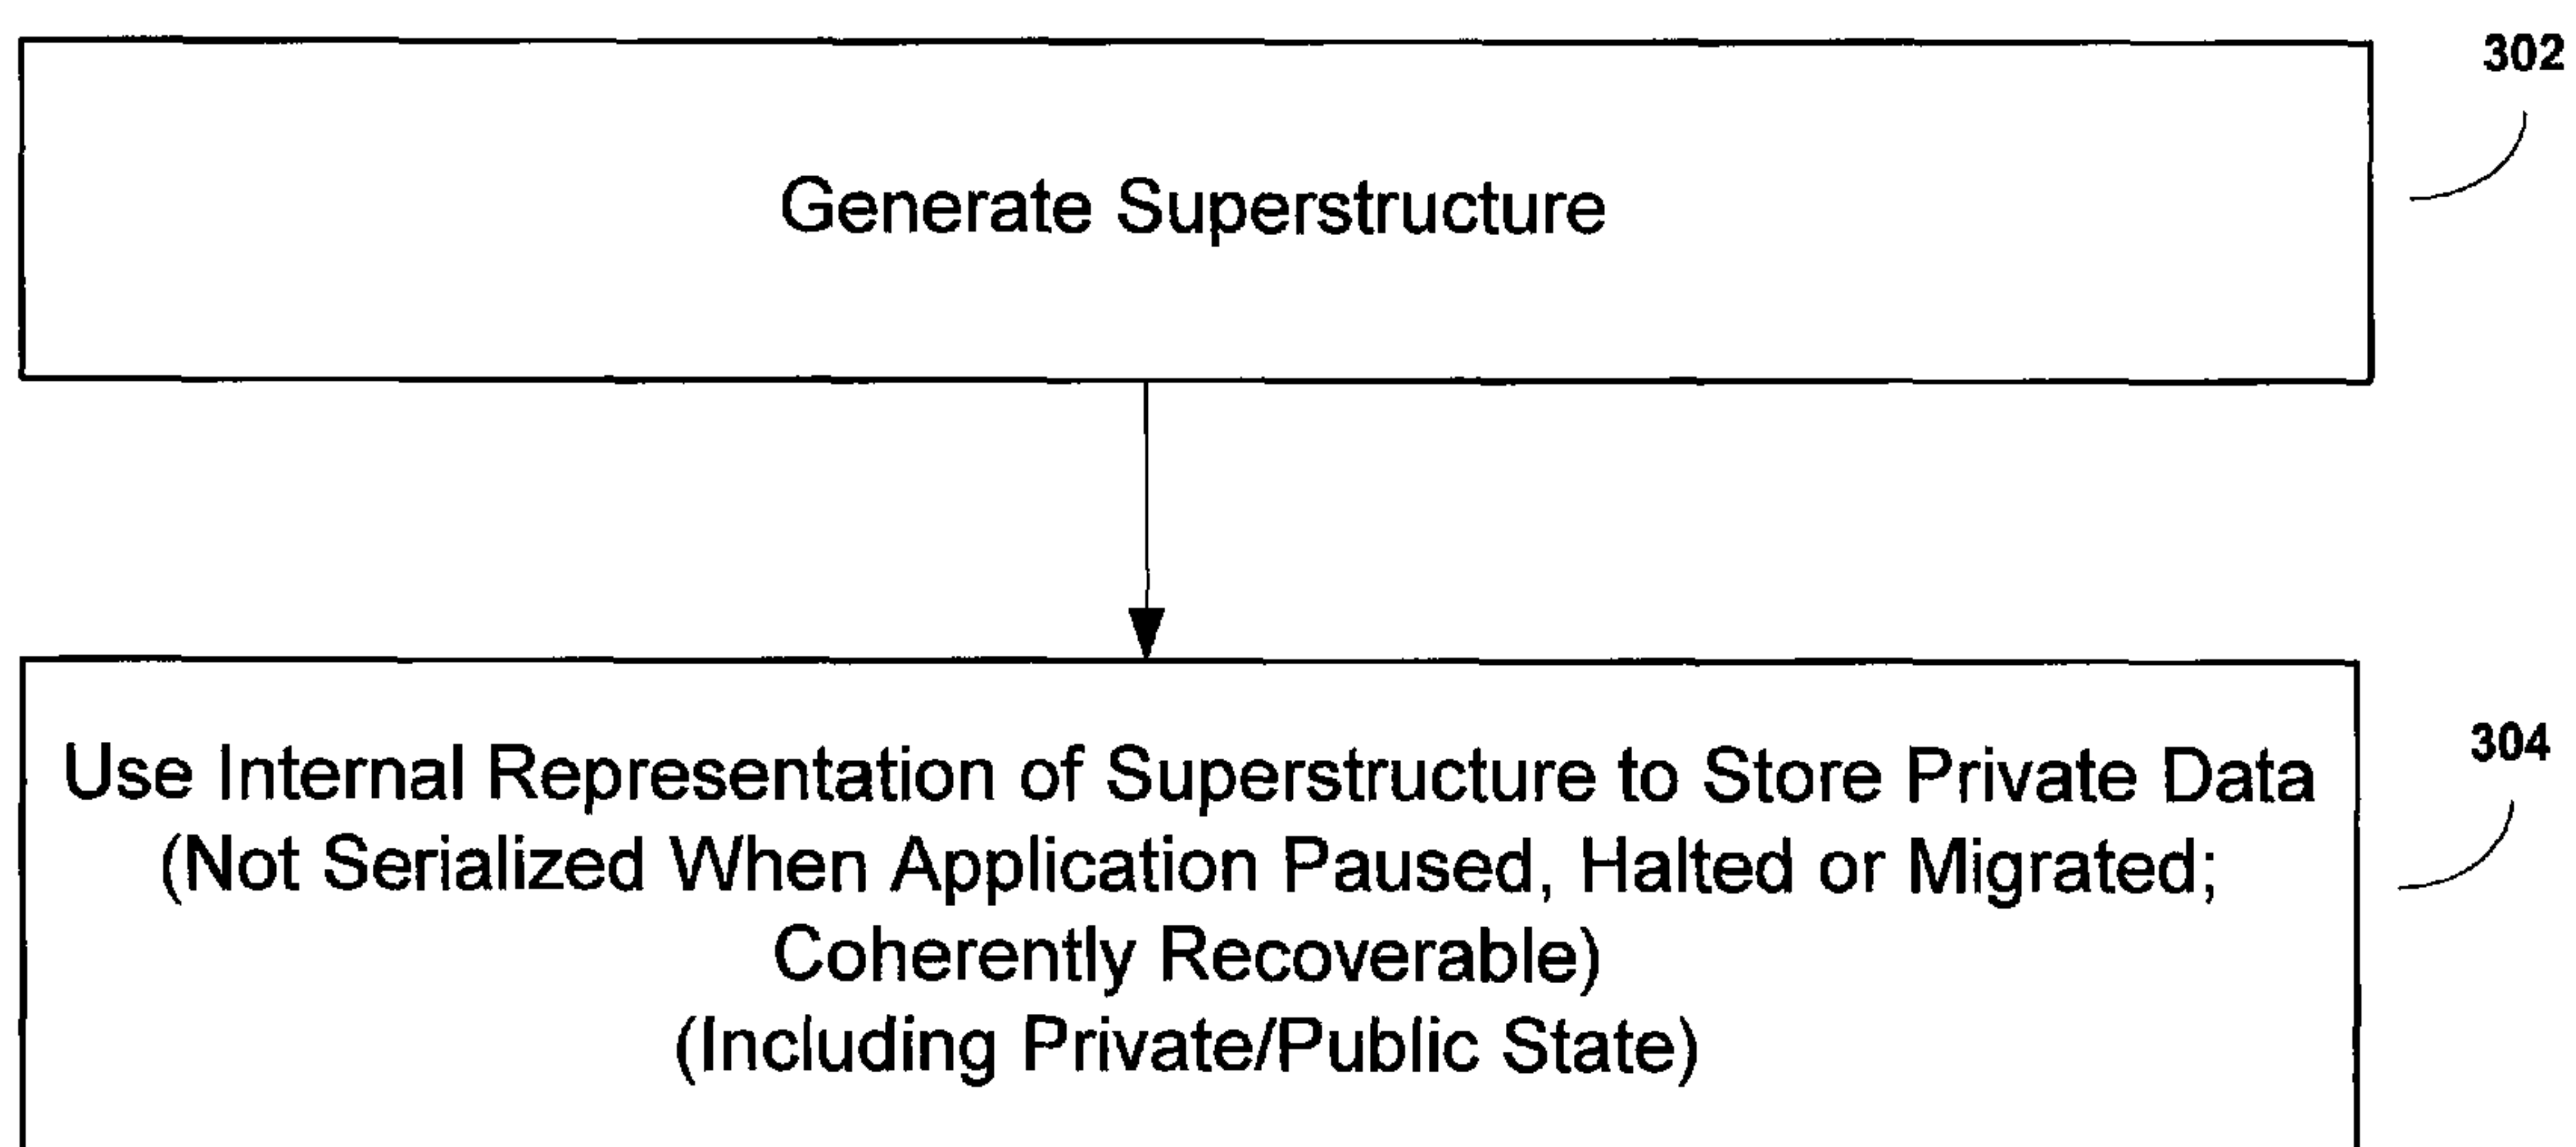 302
Generate Superstructure
304
Use Internal Representation of Superstructure to Store Private Data
(Not Serialized When Application Paused, Halted or Migrated;
Coherently Recoverable)
(Including Private/Public State)